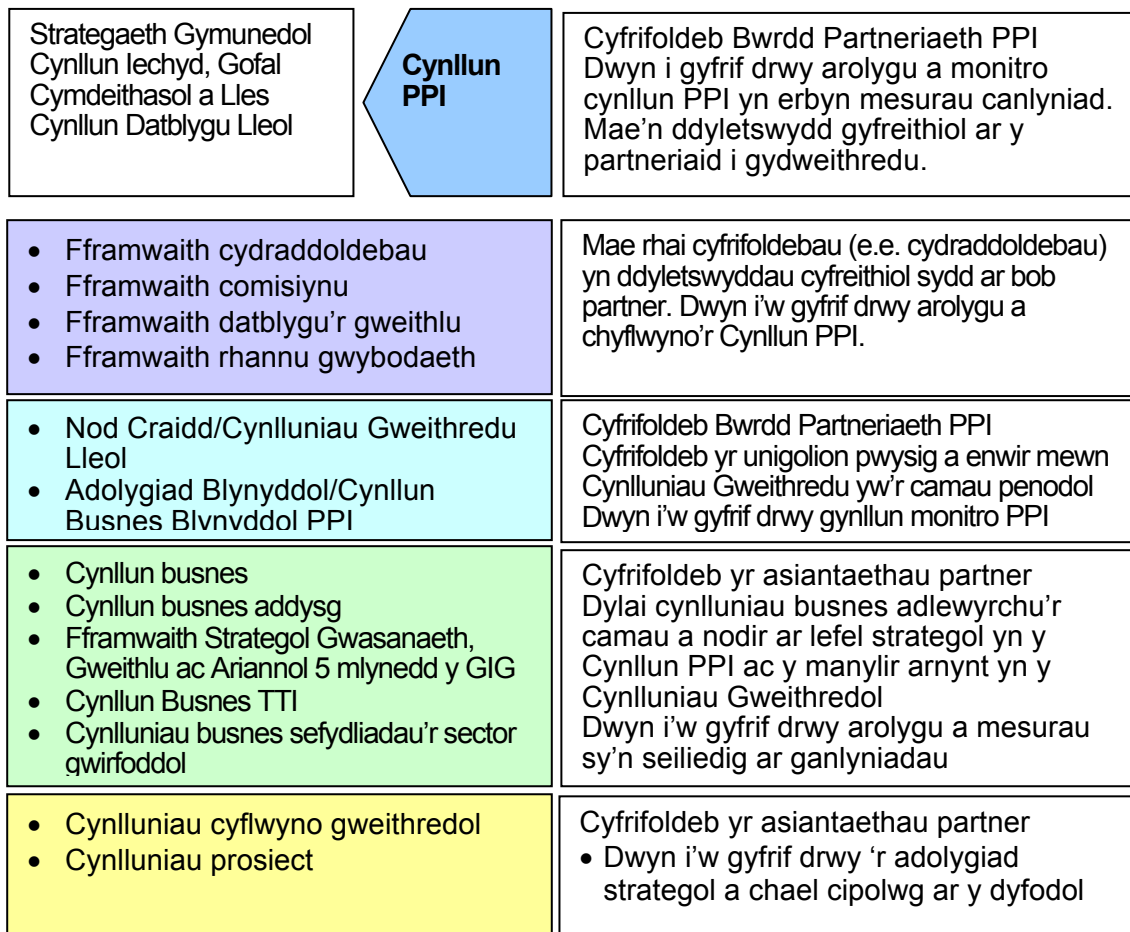 Strategaeth Gymunedol
Cynllun Iechyd, Gofal
Cymdeithasol a Lles
Cynllun Datblygu Lleol
Cynllun
PPI
Cyfrifoldeb Bwrdd Partneriaeth PPI
Dwyn i gyfrif drwy arolygu a monitro
cynllun PPI yn erbyn mesurau canlyniad.
Mae'n ddyletswydd gyfreithiol ar y
partneriaid i gydweithredu.
• Fframwaith cydraddoldebau
• Fframwaith comisiynu
• Fframwaith datblygu'r gweithlu
• Fframwaith rhannu gwybodaeth
Mae rhai cyfrifoldebau (e.e. cydraddoldebau)
yn ddyletswyddau cyfreithiol sydd ar bob
partner. Dwyn i'w gyfrif drwy arolygu a
chyflwyno'r Cynllun PPI.
• Nod Craidd/Cynlluniau Gweithredu
Lleol
• Adolygiad Blynyddol/Cynllun
Busnes Blynyddol PPI
Cyfrifoldeb Bwrdd Partneriaeth PPI
Cyfrifoldeb yr unigolion pwysig a enwir mewn
Cynlluniau Gweithredu yw'r camau penodol
Dwyn i'w gyfrif drwy gynllun monitro PPI
• Cynllun busnes
• Cynllun busnes addysg
• Fframwaith Strategol Gwasanaeth,
Gweithlu ac Ariannol 5 mlynedd y GIG
• Cynllun Busnes TTI
• Cynlluniau busnes sefydliadau'r sector
gwirfoddol
Cyfrifoldeb yr asiantaethau partner
Dylai cynlluniau busnes adlewyrchu'r
camau a nodir ar lefel strategol yn y
Cynllun PPI ac y manylir arnynt yn y
Cynlluniau Gweithredol
Dwyn i'w gyfrif drwy arolygu a mesurau
sy'n seiliedig ar ganlyniadau
• Cynlluniau cyflwyno gweithredol
• Cynlluniau prosiect
Cyfrifoldeb yr asiantaethau partner
• Dwyn i'w gyfrif drwy 'r adolygiad
strategol a chael cipolwg ar y dyfodol